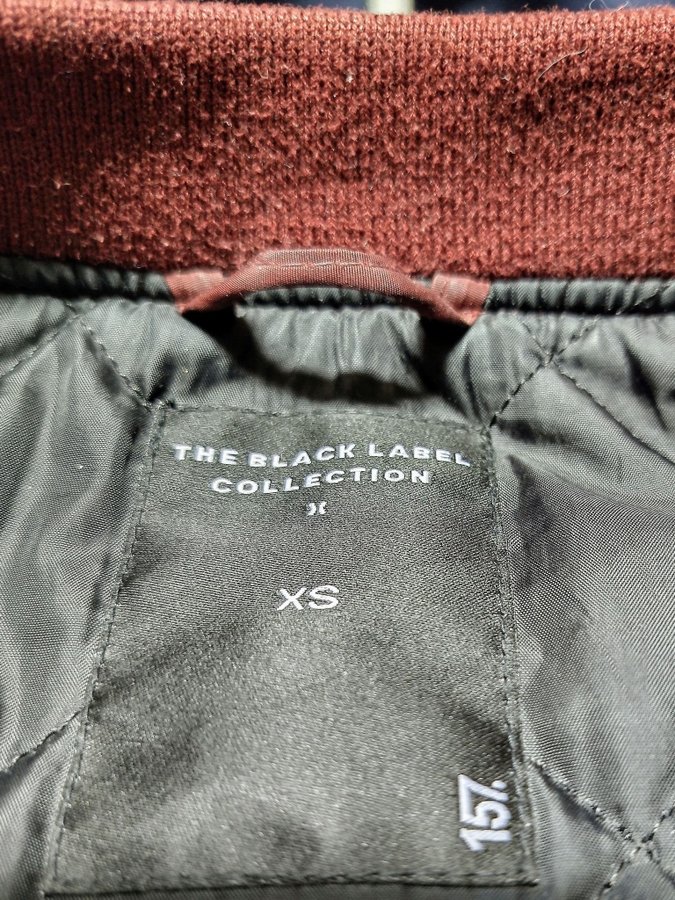 THE BLACK LABEL
COLLECTION
XS
157.